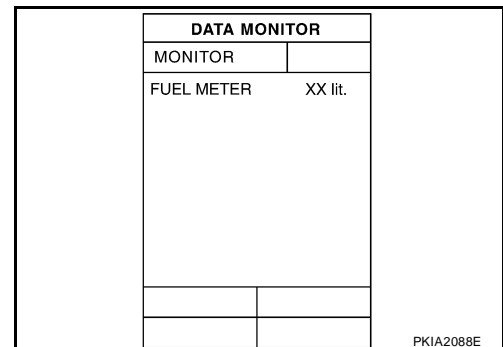 DATA MONITOR
MONITOR
FUEL METER XX lit.
PKIA2088E